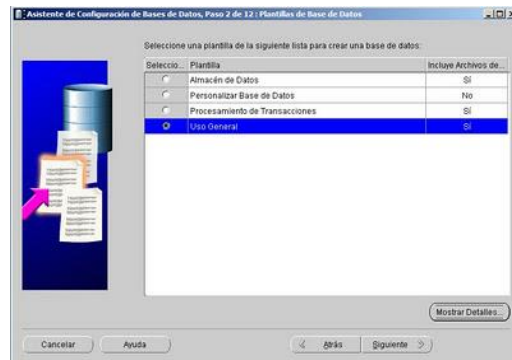 Asistente de Configuración de Bases de Datos, Paso 2 de 12 : Plantillas de Base de Datos
Seleccione una plantilla de la siguiente lista para crear una base de datos:
Seleccio... Plantilla Incluye Archivos de...
Almacén de Datos Sí
Personalizar Base de Datos No
Procesamiento de Transacciones Sí
Uso General Sí
Mostrar Detalles...
Cancelar Ayuda Atrás Siguiente